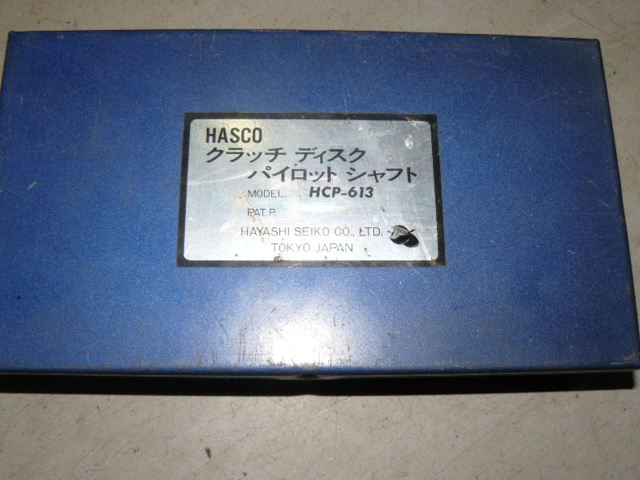 HASCO
クラッチ ディスク
パイロット シャフト
MODEL. HCP-613
PAT. P.
HAYASHI SEIKO CO., LTD.
TOKYO JAPAN